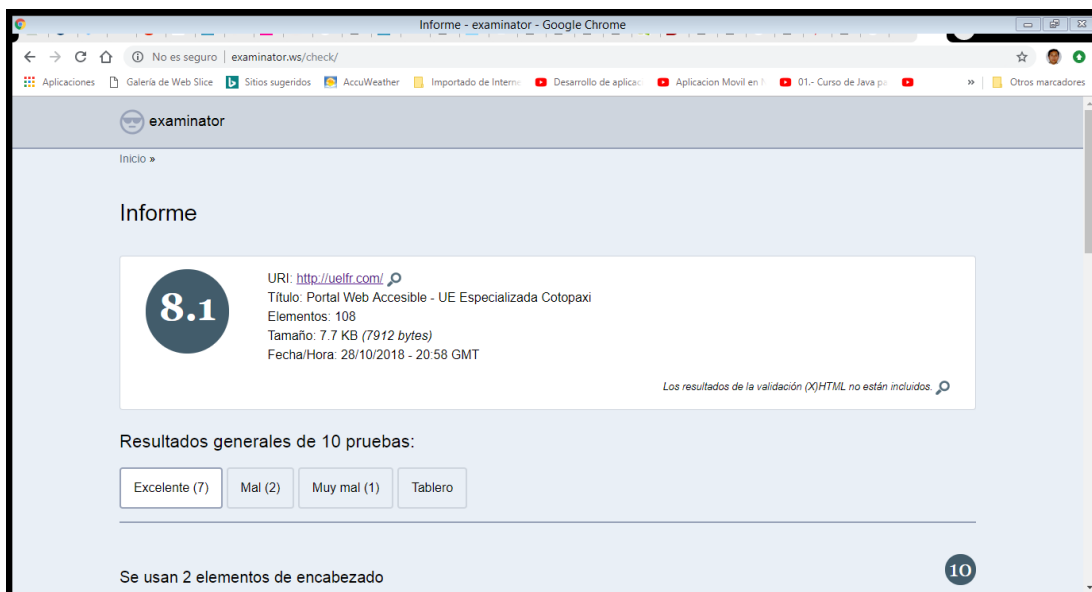 Informe - examinator - Google Chrome
No es seguro | examinator.ws/check/
Aplicaciones Galería de Web Slice Sitios sugeridos AccuWeather Importado de Interne Desarrollo de aplicac Aplicacion Movil en 01.- Curso de Java pa » Otros marcadores
examinator
Inicio »
Informe
8.1
URI: http://uelfr.com/
Título: Portal Web Accesible - UE Especializada Cotopaxi
Elementos: 108
Tamaño: 7.7 KB (7912 bytes)
Fecha/Hora: 28/10/2018 - 20:58 GMT
Los resultados de la validación (X)HTML no están incluidos.
Resultados generales de 10 pruebas:
Excelente (7) Mal (2) Muy mal (1) Tablero
Se usan 2 elementos de encabezado 10